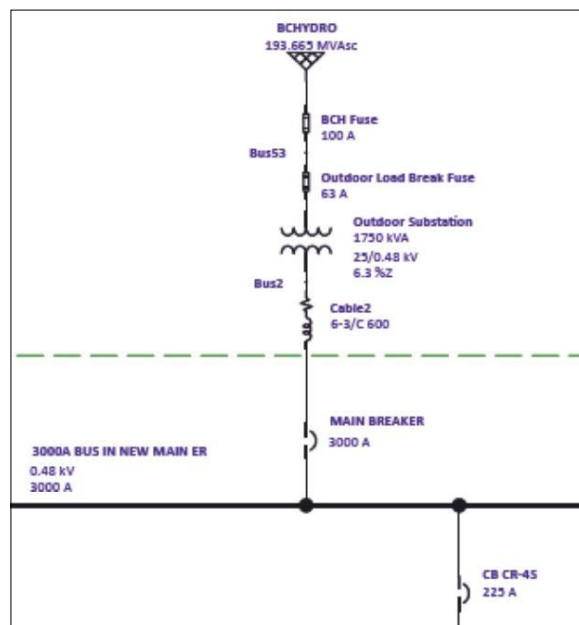 BCHYDRO
193.665 MVAsc
BCH Fuse
100 A
Bus53
Outdoor Load Break Fuse
63 A
Outdoor Substation
1750 kVA
25/0.48 kV
6.3 %Z
Bus2
Cable2
6-3/C 600
MAIN BREAKER
3000 A
3000A BUS IN NEW MAIN ER
0.48 kV
3000 A
CB CR-4S
225 A